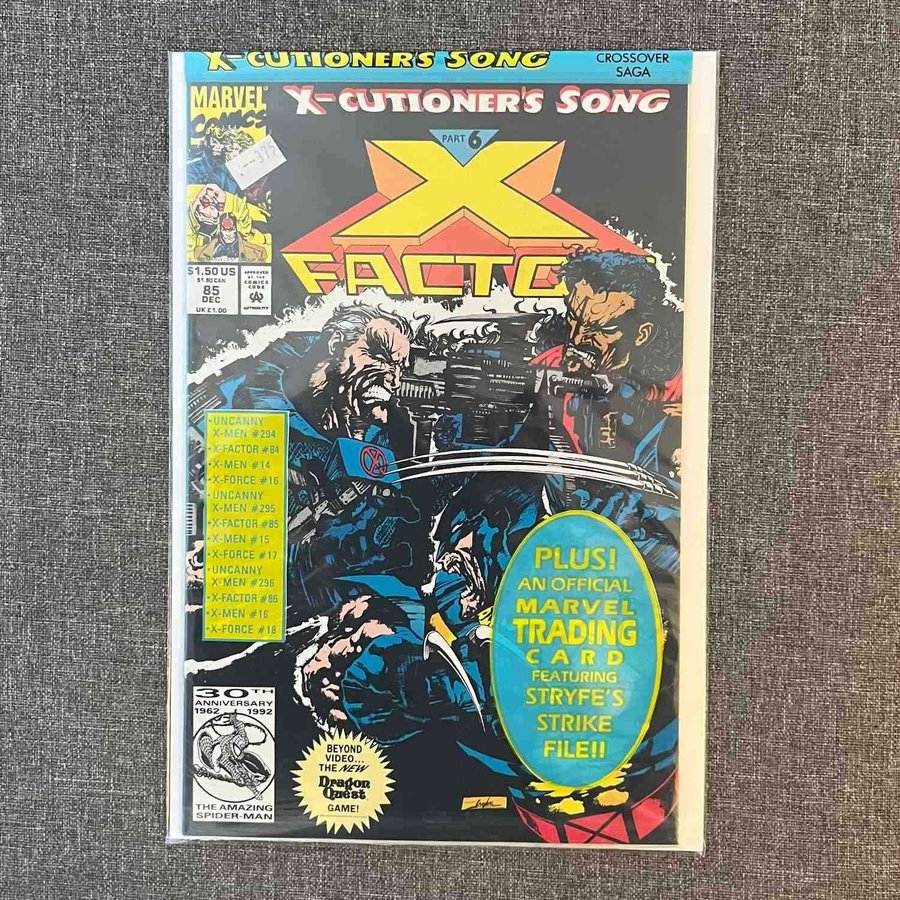 X-CUTIONER'S SONG
CROSSOVER
SAGA
MARVEL
X-CUTIONER'S SONG
PART 6
X
FACTOR
®
375
$1.50 US
$1.90 CAN
85
DEC
UK £1.00
APPROVED
BY THE
COMICS
CODE
CA
AUTHORITY
• UNCANNY
X-MEN #294
• X-FACTOR #84
• X-MEN #14
• X-FORCE #16
• UNCANNY
X-MEN #295
• X-FACTOR #85
• X-MEN #15
• X-FORCE #17
• UNCANNY
X-MEN #296
• X-FACTOR #86
• X-MEN #16
• X-FORCE #18
PLUS!
AN OFFICIAL
MARVEL
TRADING
CARD
FEATURING
STRYFE'S
STRIKE
FILE!!
30TH
ANNIVERSARY
1962 1992
THE AMAZING
SPIDER-MAN
BEYOND
VIDEO...
THE NEW
Dragon
Quest
GAME!